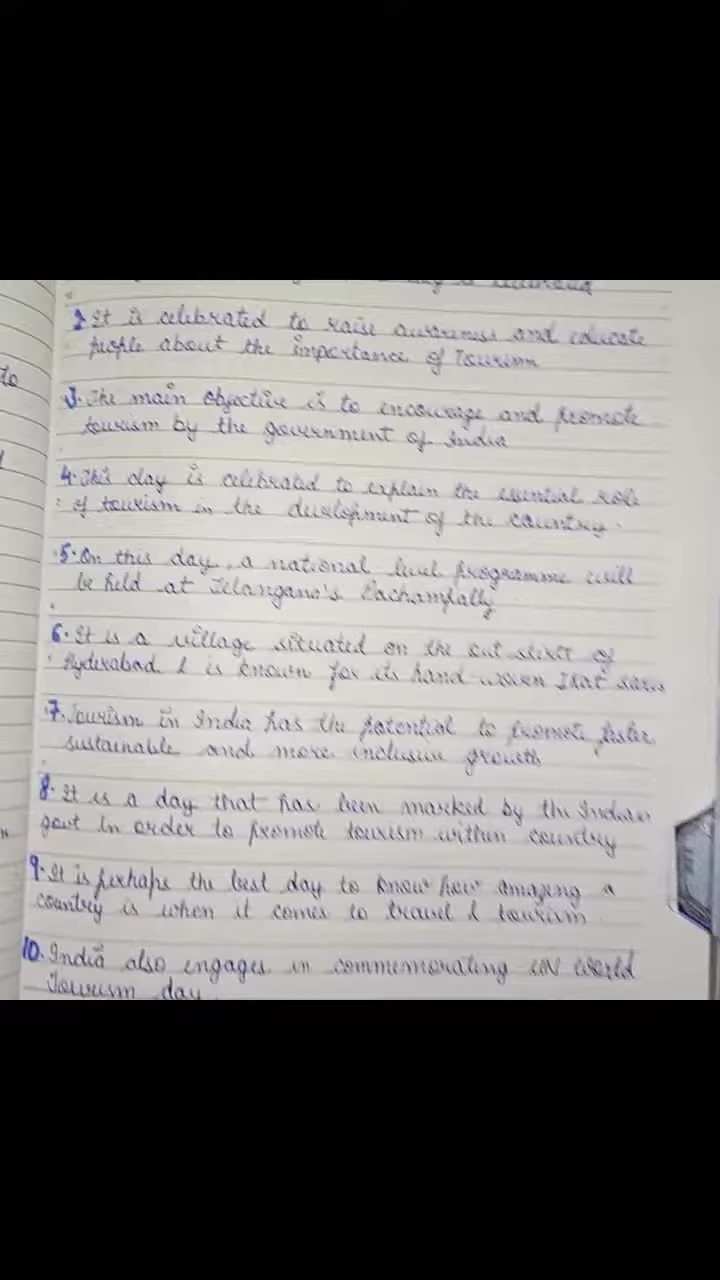 day is celebrated
2. It is celebrated to raise awareness and educate
people about the importance of Tourism
to
3. The main objective is to encourage and promote
tourism by the government of India
4. This day is celebrated to explain the essential role
of tourism in the development of the country.
5. On this day, a national level programme will
be held at Telangana's Pachampally
6. It is a village situated on the out skirt of
Hyderabad & is known for its hand woven Ikat saris
7. Tourism in India has the potential to promote faster
sustainable and more inclusive growth
8. It is a day that has been marked by the Indian
govt in order to promote tourism within country
9. It is perhaps the best day to know how amazing a
country is when it comes to travel & tourism
10. India also engages in commemorating UN World
Tourism day